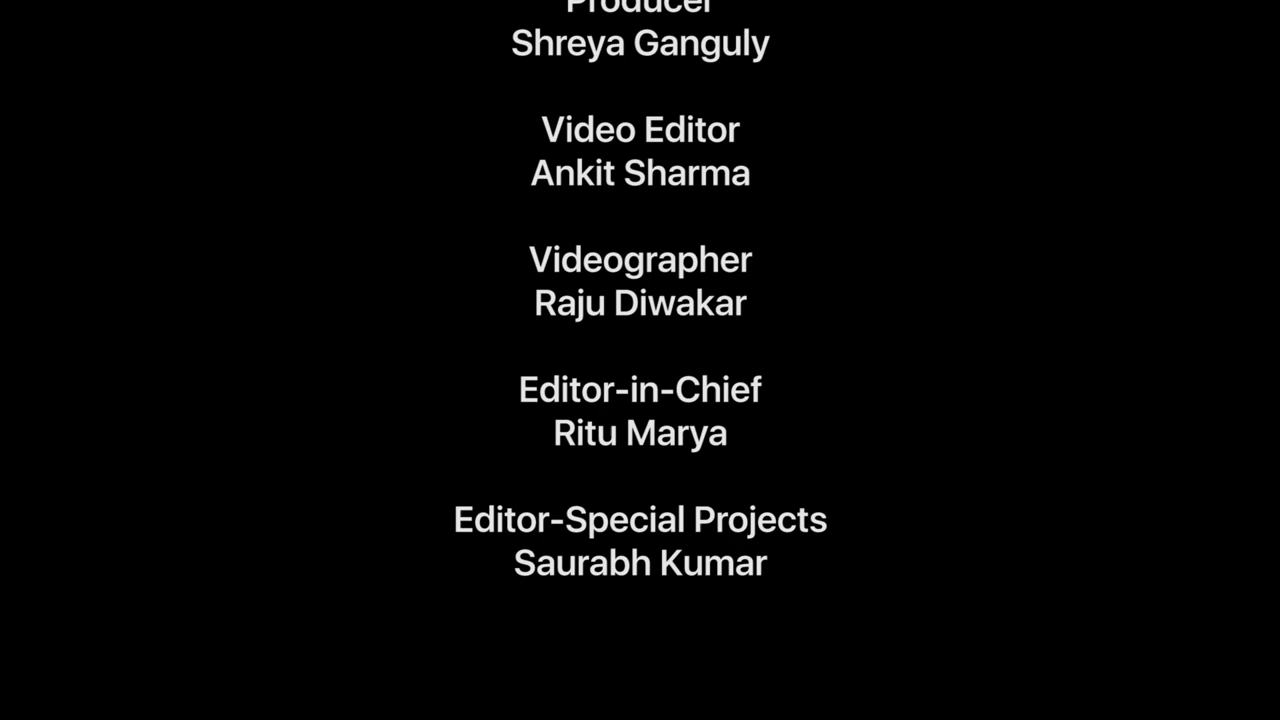 Producer
Shreya Ganguly
Video Editor
Ankit Sharma
Videographer
Raju Diwakar
Editor-in-Chief
Ritu Marya
Editor-Special Projects
Saurabh Kumar